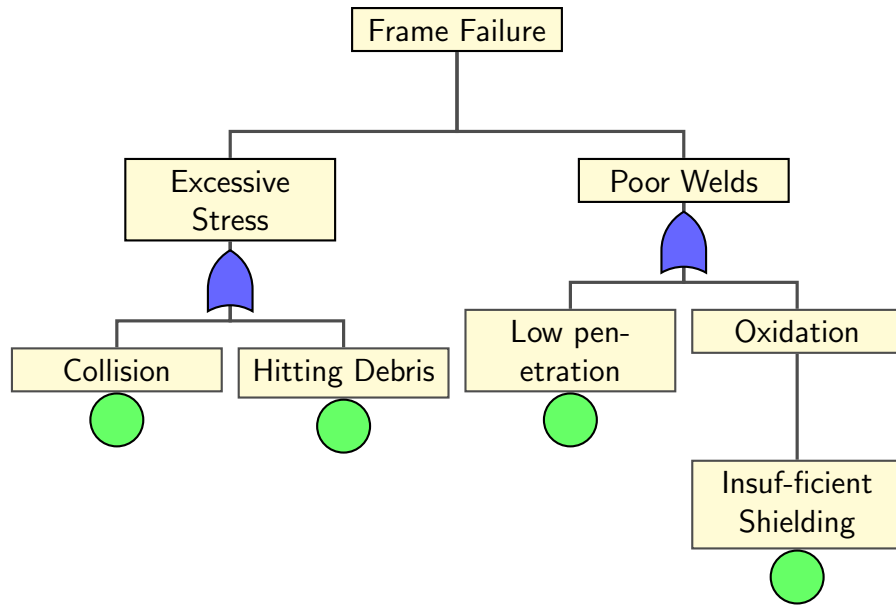 Frame Failure
Excessive
Stress
Poor Welds
Collision
Hitting Debris
Low pen-
etration
Oxidation
Insuf-ficient
Shielding